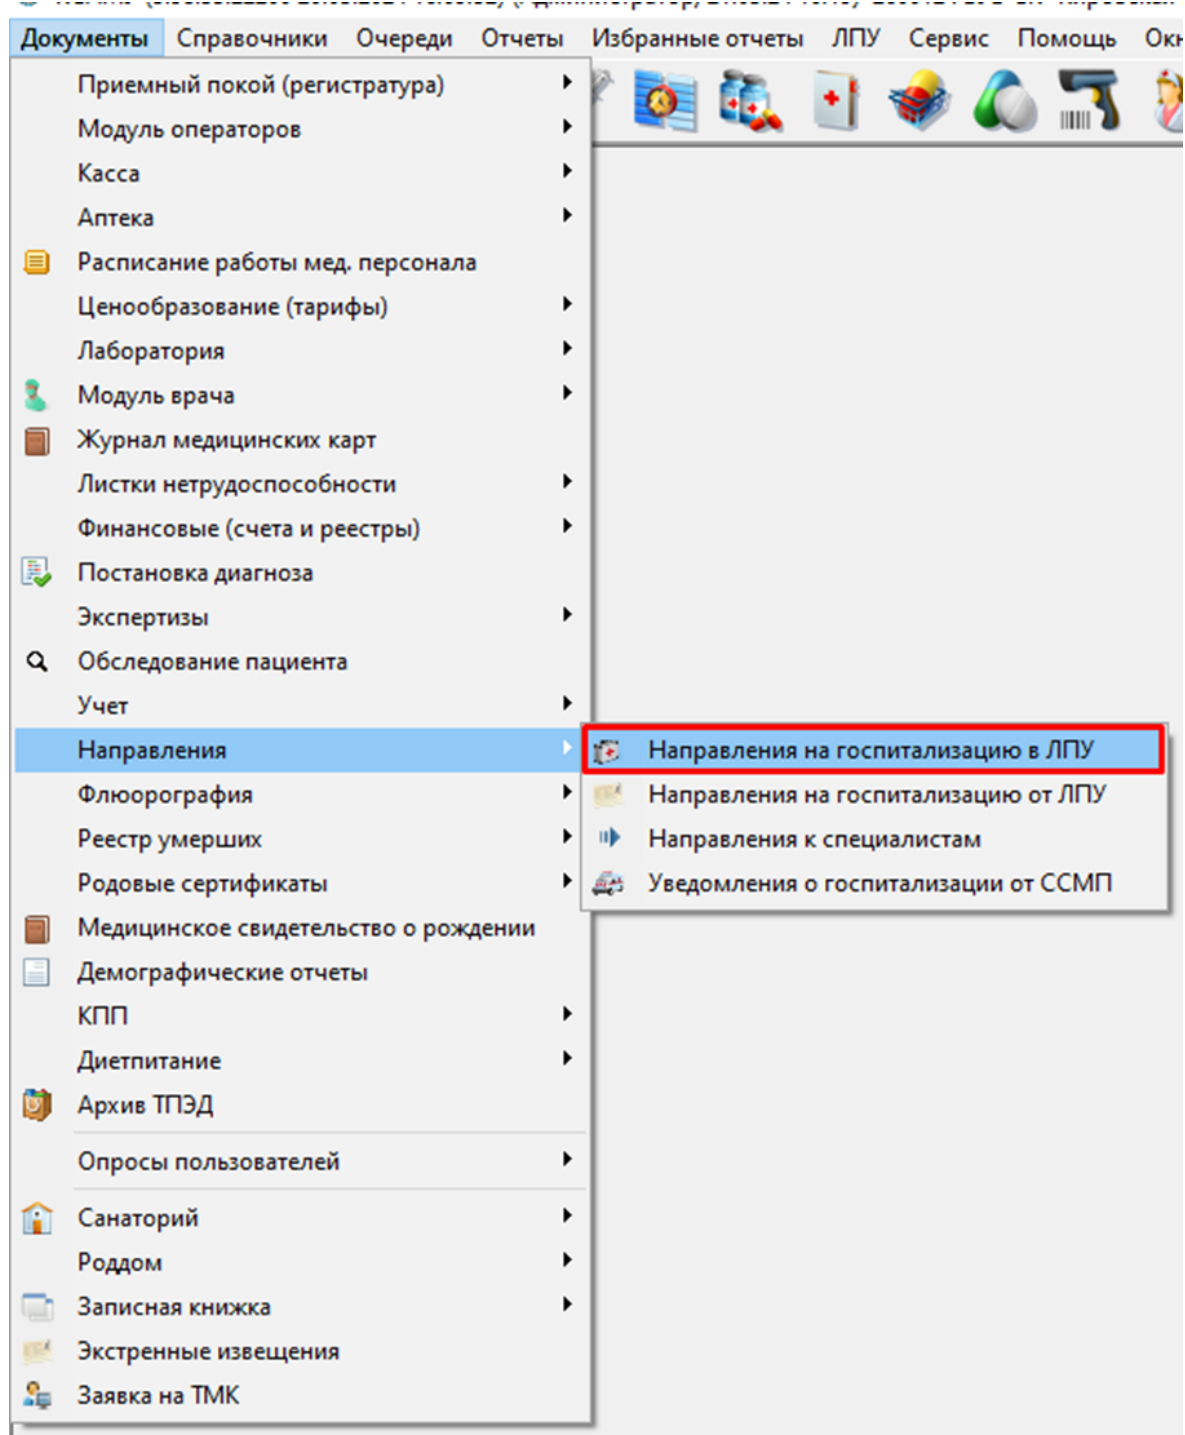 Документы Справочники Очереди Отчеты Избранные отчеты ЛПУ Сервис Помощь
Приемный покой (регистратура)
Модуль операторов
Касса
Аптека
Расписание работы мед. персонала
Ценообразование (тарифы)
Лаборатория
Модуль врача
Журнал медицинских карт
Листки нетрудоспособности
Финансовые (счета и реестры)
Постановка диагноза
Экспертизы
Обследование пациента
Учет
Направления
Направления на госпитализацию в ЛПУ
Направления на госпитализацию от ЛПУ
Направления к специалистам
Уведомления о госпитализации от ССМП
Флюорография
Реестр умерших
Родовые сертификаты
Медицинское свидетельство о рождении
Демографические отчеты
КПП
Диетпитание
Архив ТПЭД
Опросы пользователей
Санаторий
Роддом
Записная книжка
Экстренные извещения
Заявка на ТМК